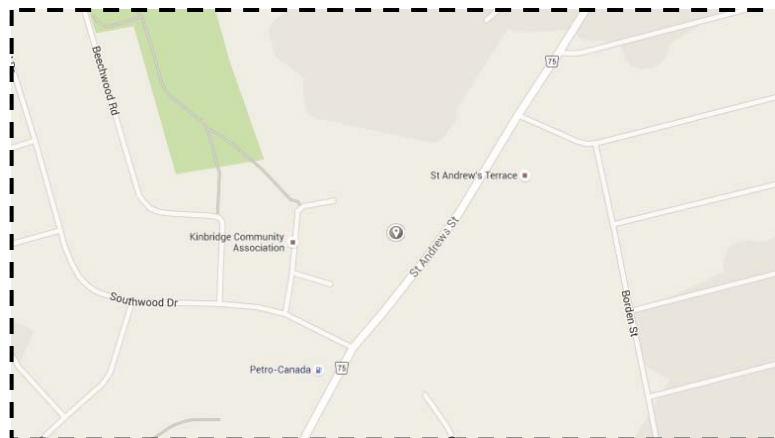 75
Beechwood Rd
St Andrew's Terrace
St Andrews St
Kinbridge Community
Association
Southwood Dr
Borden St
Petro-Canada
75